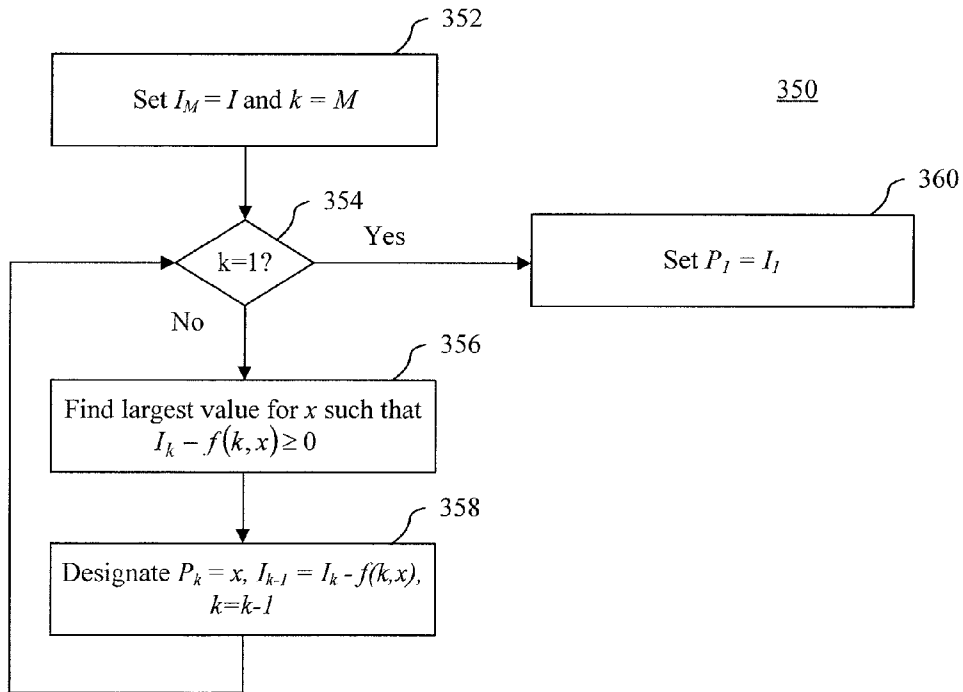 352
Set I_M = I and k = M
350
354
360
k=1?
Yes
Set P_1 = I_1
No
356
Find largest value for x such that
I_k – f(k, x) ≥ 0
358
Designate P_k = x, I_{k-1} = I_k - f(k,x),
k=k-1